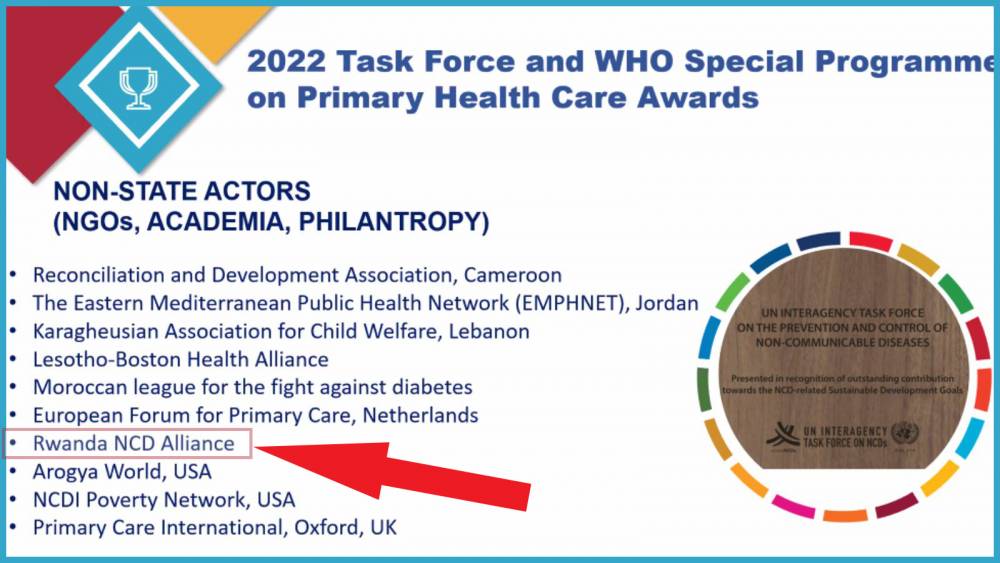 2022 Task Force and WHO Special Programme
on Primary Health Care Awards
NON-STATE ACTORS
(NGOs, ACADEMIA, PHILANTROPY)
• Reconciliation and Development Association, Cameroon
• The Eastern Mediterranean Public Health Network (EMPHNET), Jordan
• Karagheusian Association for Child Welfare, Lebanon
• Lesotho-Boston Health Alliance
• Moroccan league for the fight against diabetes
• European Forum for Primary Care, Netherlands
• Rwanda NCD Alliance
• Arogya World, USA
• NCDI Poverty Network, USA
• Primary Care International, Oxford, UK
UN INTERAGENCY TASK FORCE
ON THE PREVENTION AND CONTROL OF
NON-COMMUNICABLE DISEASES
Presented in recognition of outstanding contribution
towards the NCD-related Sustainable Development Goals
UN INTERAGENCY
TASK FORCE ON NCDs